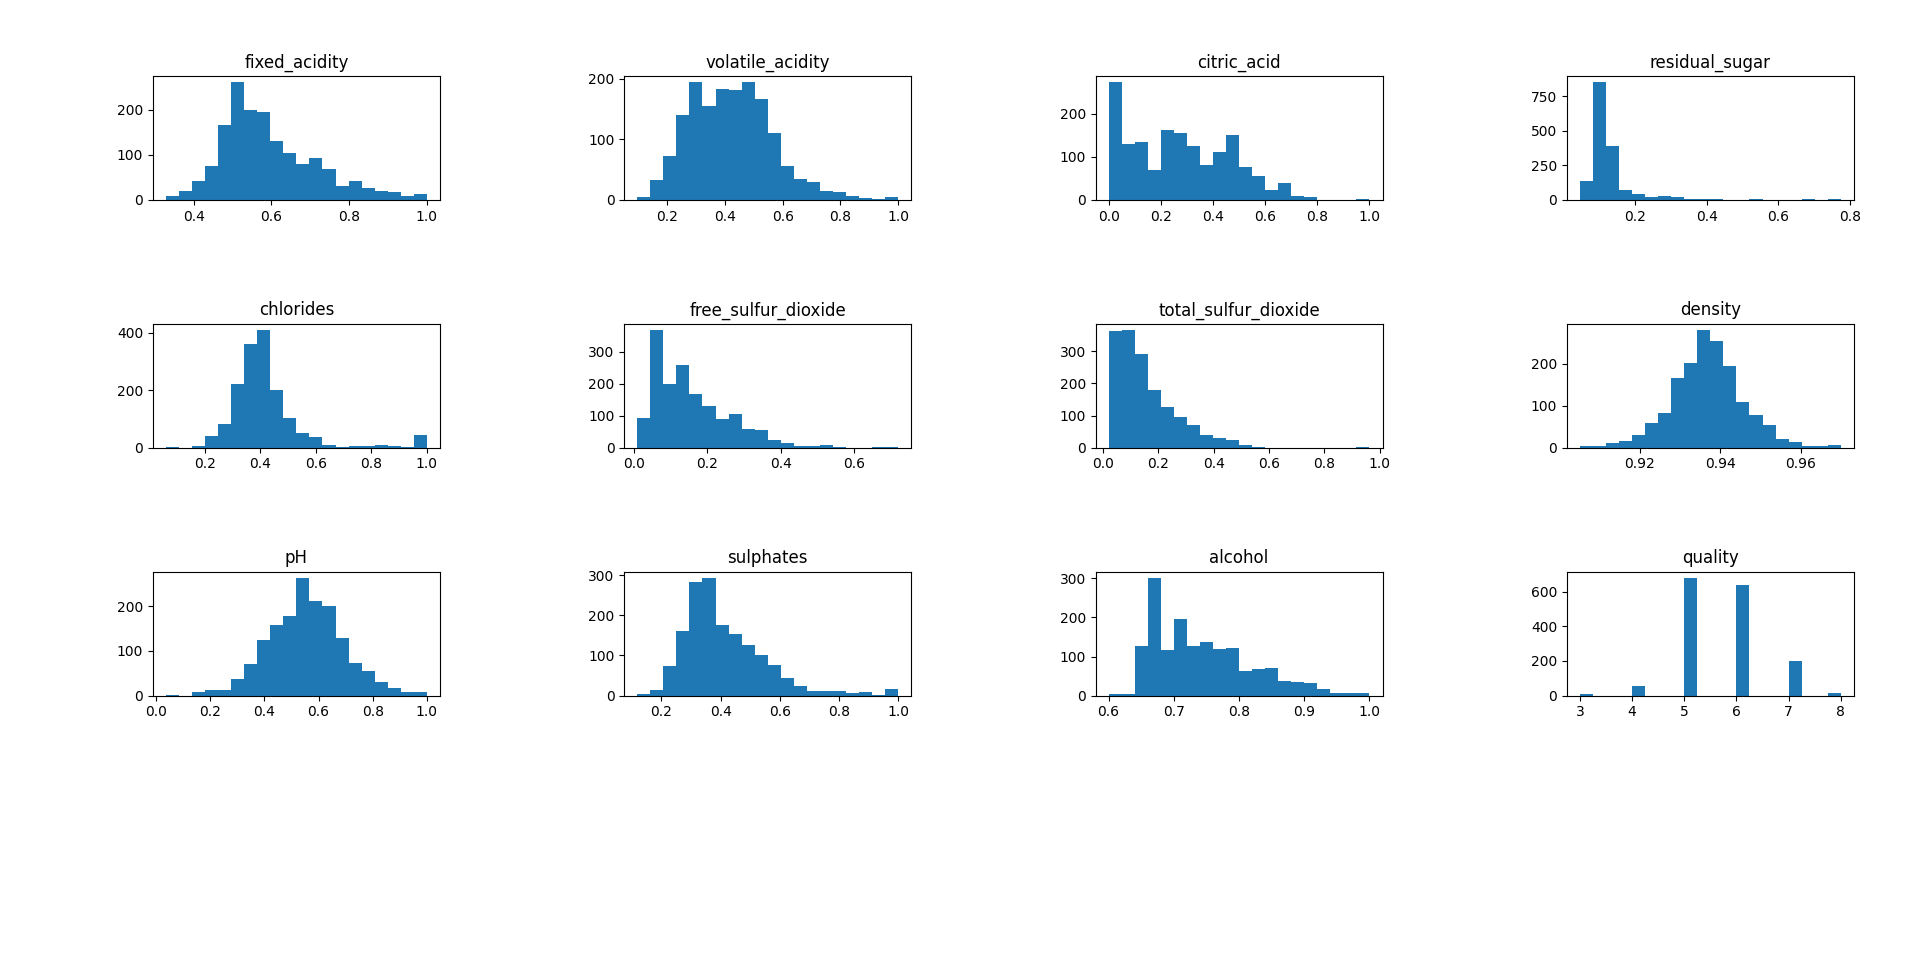 fixed_acidity
200
100
0
0.4 0.6 0.8 1.0
volatile_acidity
200
100
0
0.2 0.4 0.6 0.8 1.0
citric_acid
200
100
0
0.0 0.2 0.4 0.6 0.8 1.0
residual_sugar
750
500
250
0
0.2 0.4 0.6 0.8
chlorides
400
200
0
0.2 0.4 0.6 0.8 1.0
free_sulfur_dioxide
300
200
100
0
0.0 0.2 0.4 0.6
total_sulfur_dioxide
300
200
100
0
0.0 0.2 0.4 0.6 0.8 1.0
density
200
100
0
0.92 0.94 0.96
pH
200
100
0
0.0 0.2 0.4 0.6 0.8 1.0
sulphates
300
200
100
0
0.2 0.4 0.6 0.8 1.0
alcohol
300
200
100
0
0.6 0.7 0.8 0.9 1.0
quality
600
400
200
0
3 4 5 6 7 8